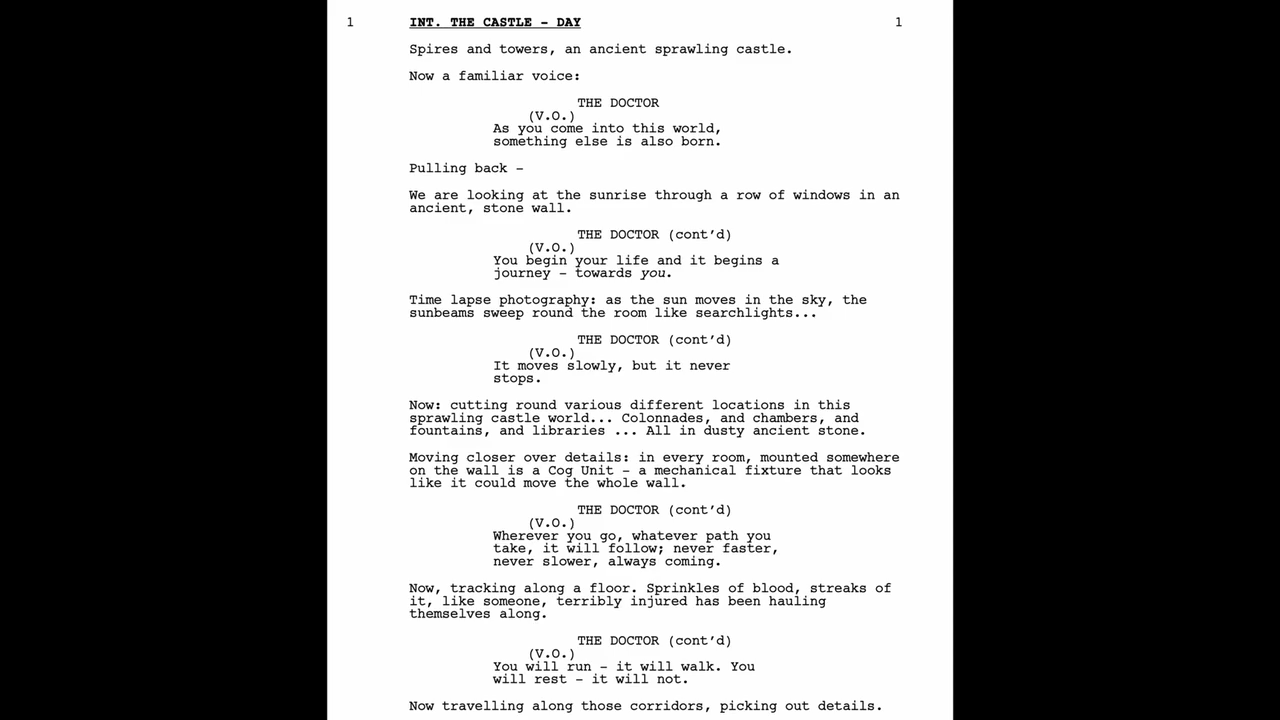 1 INT. THE CASTLE - DAY 1
Spires and towers, an ancient sprawling castle.
Now a familiar voice:
THE DOCTOR
(V.O.)
As you come into this world,
something else is also born.
Pulling back -
We are looking at the sunrise through a row of windows in an
ancient, stone wall.
THE DOCTOR (cont'd)
(V.O.)
You begin your life and it begins a
journey - towards you.
Time lapse photography: as the sun moves in the sky, the
sunbeams sweep round the room like searchlights...
THE DOCTOR (cont'd)
(V.O.)
It moves slowly, but it never
stops.
Now: cutting round various different locations in this
sprawling castle world... Colonnades, and chambers, and
fountains, and libraries ... All in dusty ancient stone.
Moving closer over details: in every room, mounted somewhere
on the wall is a Cog Unit - a mechanical fixture that looks
like it could move the whole wall.
THE DOCTOR (cont'd)
(V.O.)
Wherever you go, whatever path you
take, it will follow; never faster,
never slower, always coming.
Now, tracking along a floor. Sprinkles of blood, streaks of
it, like someone, terribly injured has been hauling
themselves along.
THE DOCTOR (cont'd)
(V.O.)
You will run - it will walk. You
will rest - it will not.
Now travelling along those corridors, picking out details.